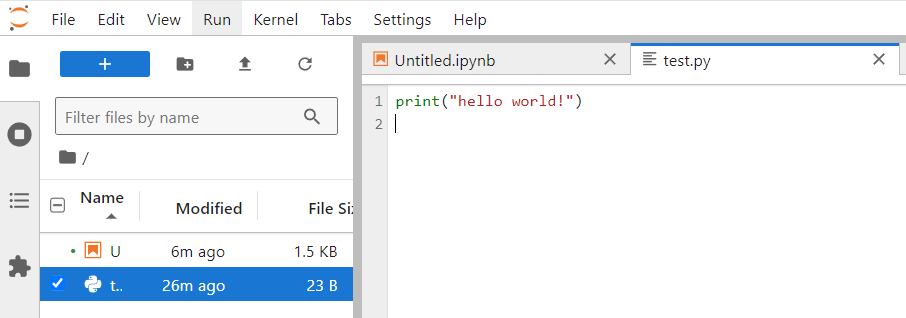 File Edit View Run Kernel Tabs Settings Help
+
Filter files by name
/
Name Modified File Siz
U 6m ago 1.5 KB
t.. 26m ago 23 B
Untitled.ipynb test.py
1 print("hello world!")
2